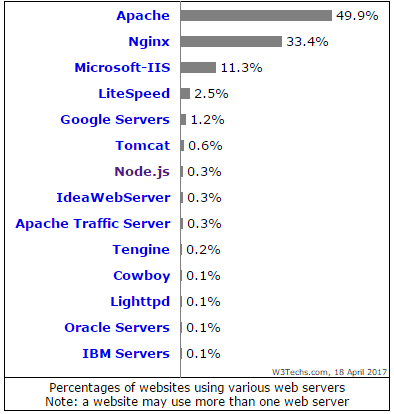 Apache 49.9%
Nginx 33.4%
Microsoft-IIS 11.3%
LiteSpeed 2.5%
Google Servers 1.2%
Tomcat 0.6%
Node.js 0.3%
IdeaWebServer 0.3%
Apache Traffic Server 0.3%
Tengine 0.2%
Cowboy 0.1%
Lighttpd 0.1%
Oracle Servers 0.1%
IBM Servers 0.1%
W3Techs.com, 18 April 2017
Percentages of websites using various web servers
Note: a website may use more than one web server